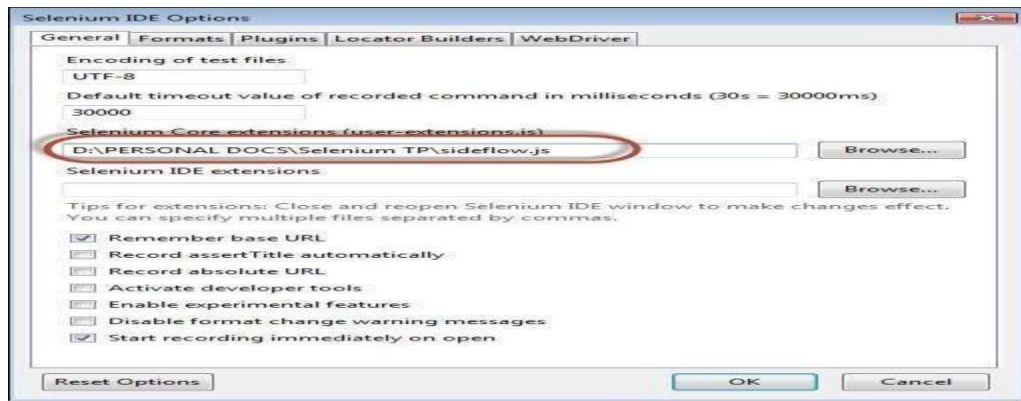 Selenium IDE Options
General Formats Plugins Locator Builders WebDriver
Encoding of test files
UTF-8
Default timeout value of recorded command in milliseconds (30s = 30000ms)
30000
Selenium Core extensions (user-extensions.js)
D:\PERSONAL DOCS\Selenium TP\sideflow.js
Browse...
Selenium IDE extensions
Browse...
Tips for extensions: Close and reopen Selenium IDE window to make changes effect.
You can specify multiple files separated by commas.
Remember base URL
Record assertTitle automatically
Record absolute URL
Activate developer tools
Enable experimental features
Disable format change warning messages
Start recording immediately on open
Reset Options
OK
Cancel